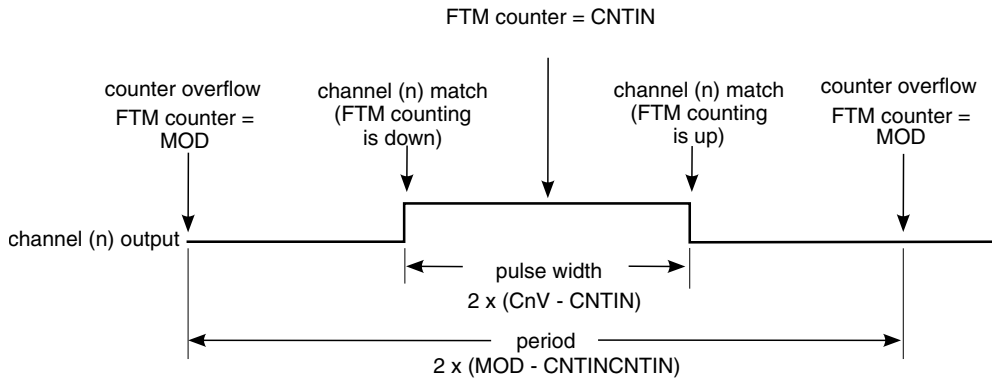 FTM counter = CNTIN
counter overflow
FTM counter =
MOD
channel (n) match
(FTM counting
is down)
channel (n) match
(FTM counting
is up)
counter overflow
FTM counter =
MOD
channel (n) output
pulse width
2 x (CnV - CNTIN)
period
2 x (MOD - CNTINCNTIN)